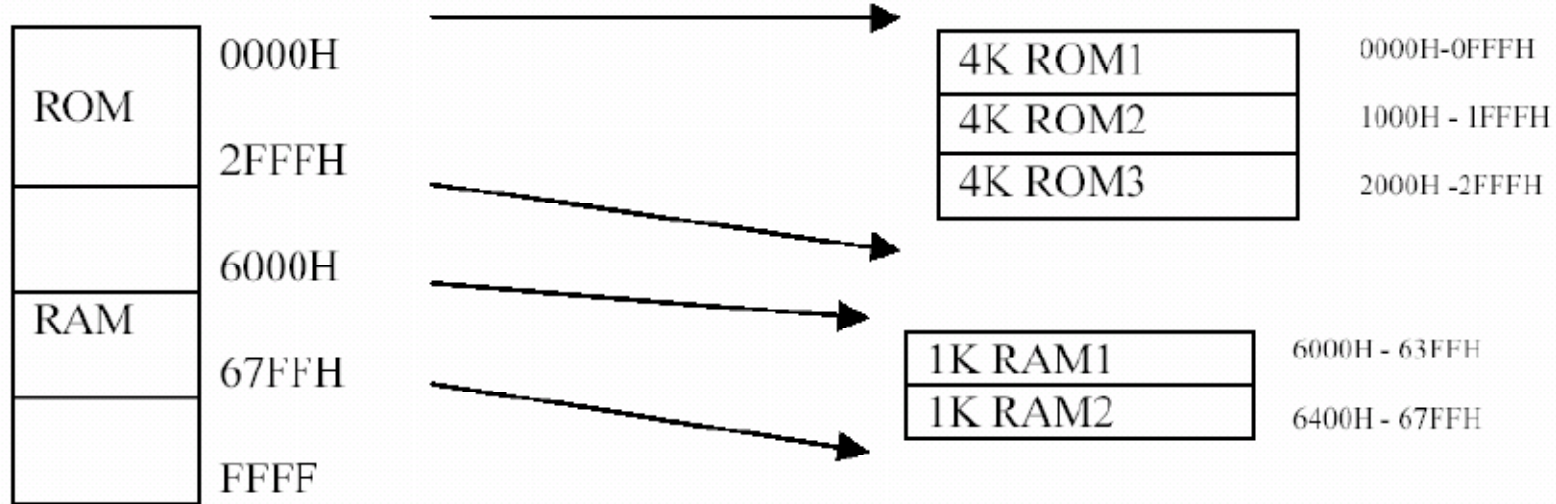 0000H
ROM
2FFFH
6000H
RAM
67FFH
FFFF
4K ROM1 0000H-0FFFH
4K ROM2 1000H - 1FFFH
4K ROM3 2000H -2FFFH
1K RAM1 6000H - 63FFH
1K RAM2 6400H - 67FFH